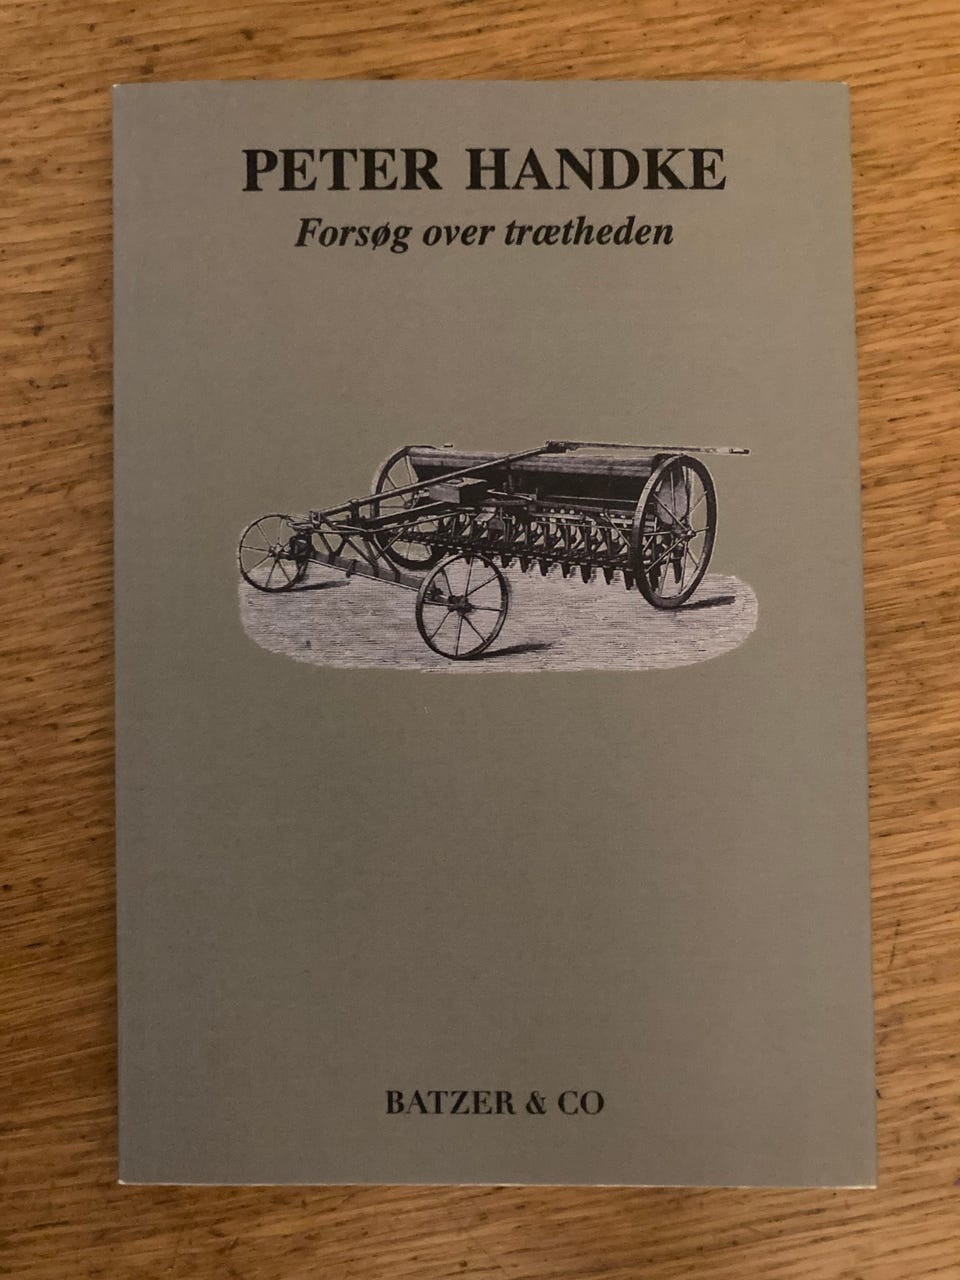 PETER HANDKE
Forsøg over trætheden
BATZER & CO